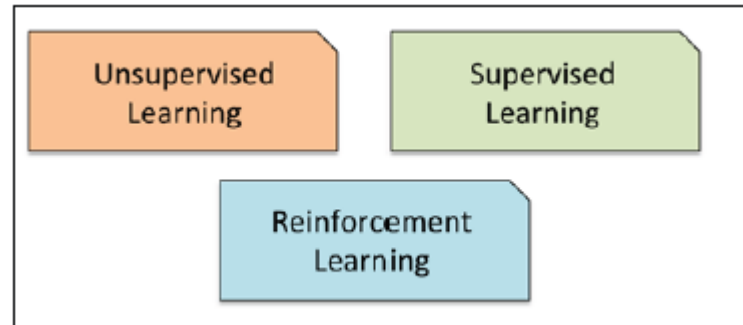 Unsupervised
Learning
Supervised
Learning
Reinforcement
Learning